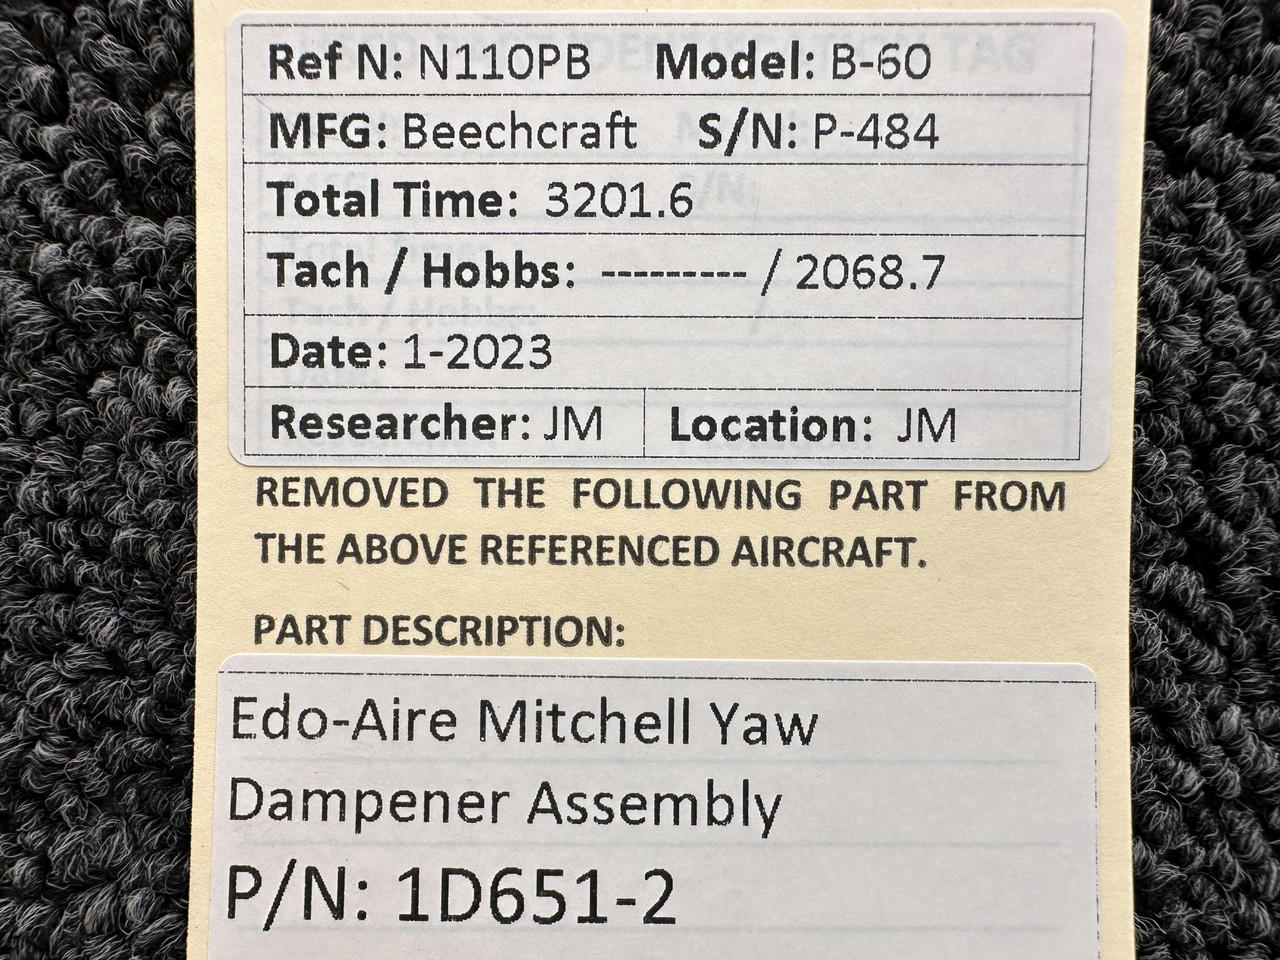 Ref N: N110PB Model: B-60
MFG: Beechcraft S/N: P-484
Total Time: 3201.6
Tach / Hobbs: --------- / 2068.7
Date: 1-2023
Researcher: JM Location: JM
REMOVED THE FOLLOWING PART FROM
THE ABOVE REFERENCED AIRCRAFT.
PART DESCRIPTION:
Edo-Aire Mitchell Yaw
Dampener Assembly
P/N: 1D651-2